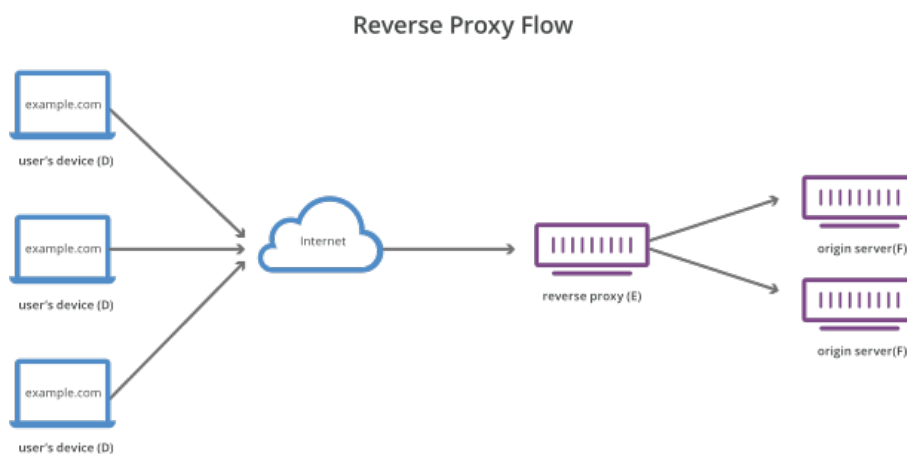 Reverse Proxy Flow
example.com
user's device (D)
example.com
user's device (D)
example.com
user's device (D)
Internet
reverse proxy (E)
origin server(F)
origin server(F)